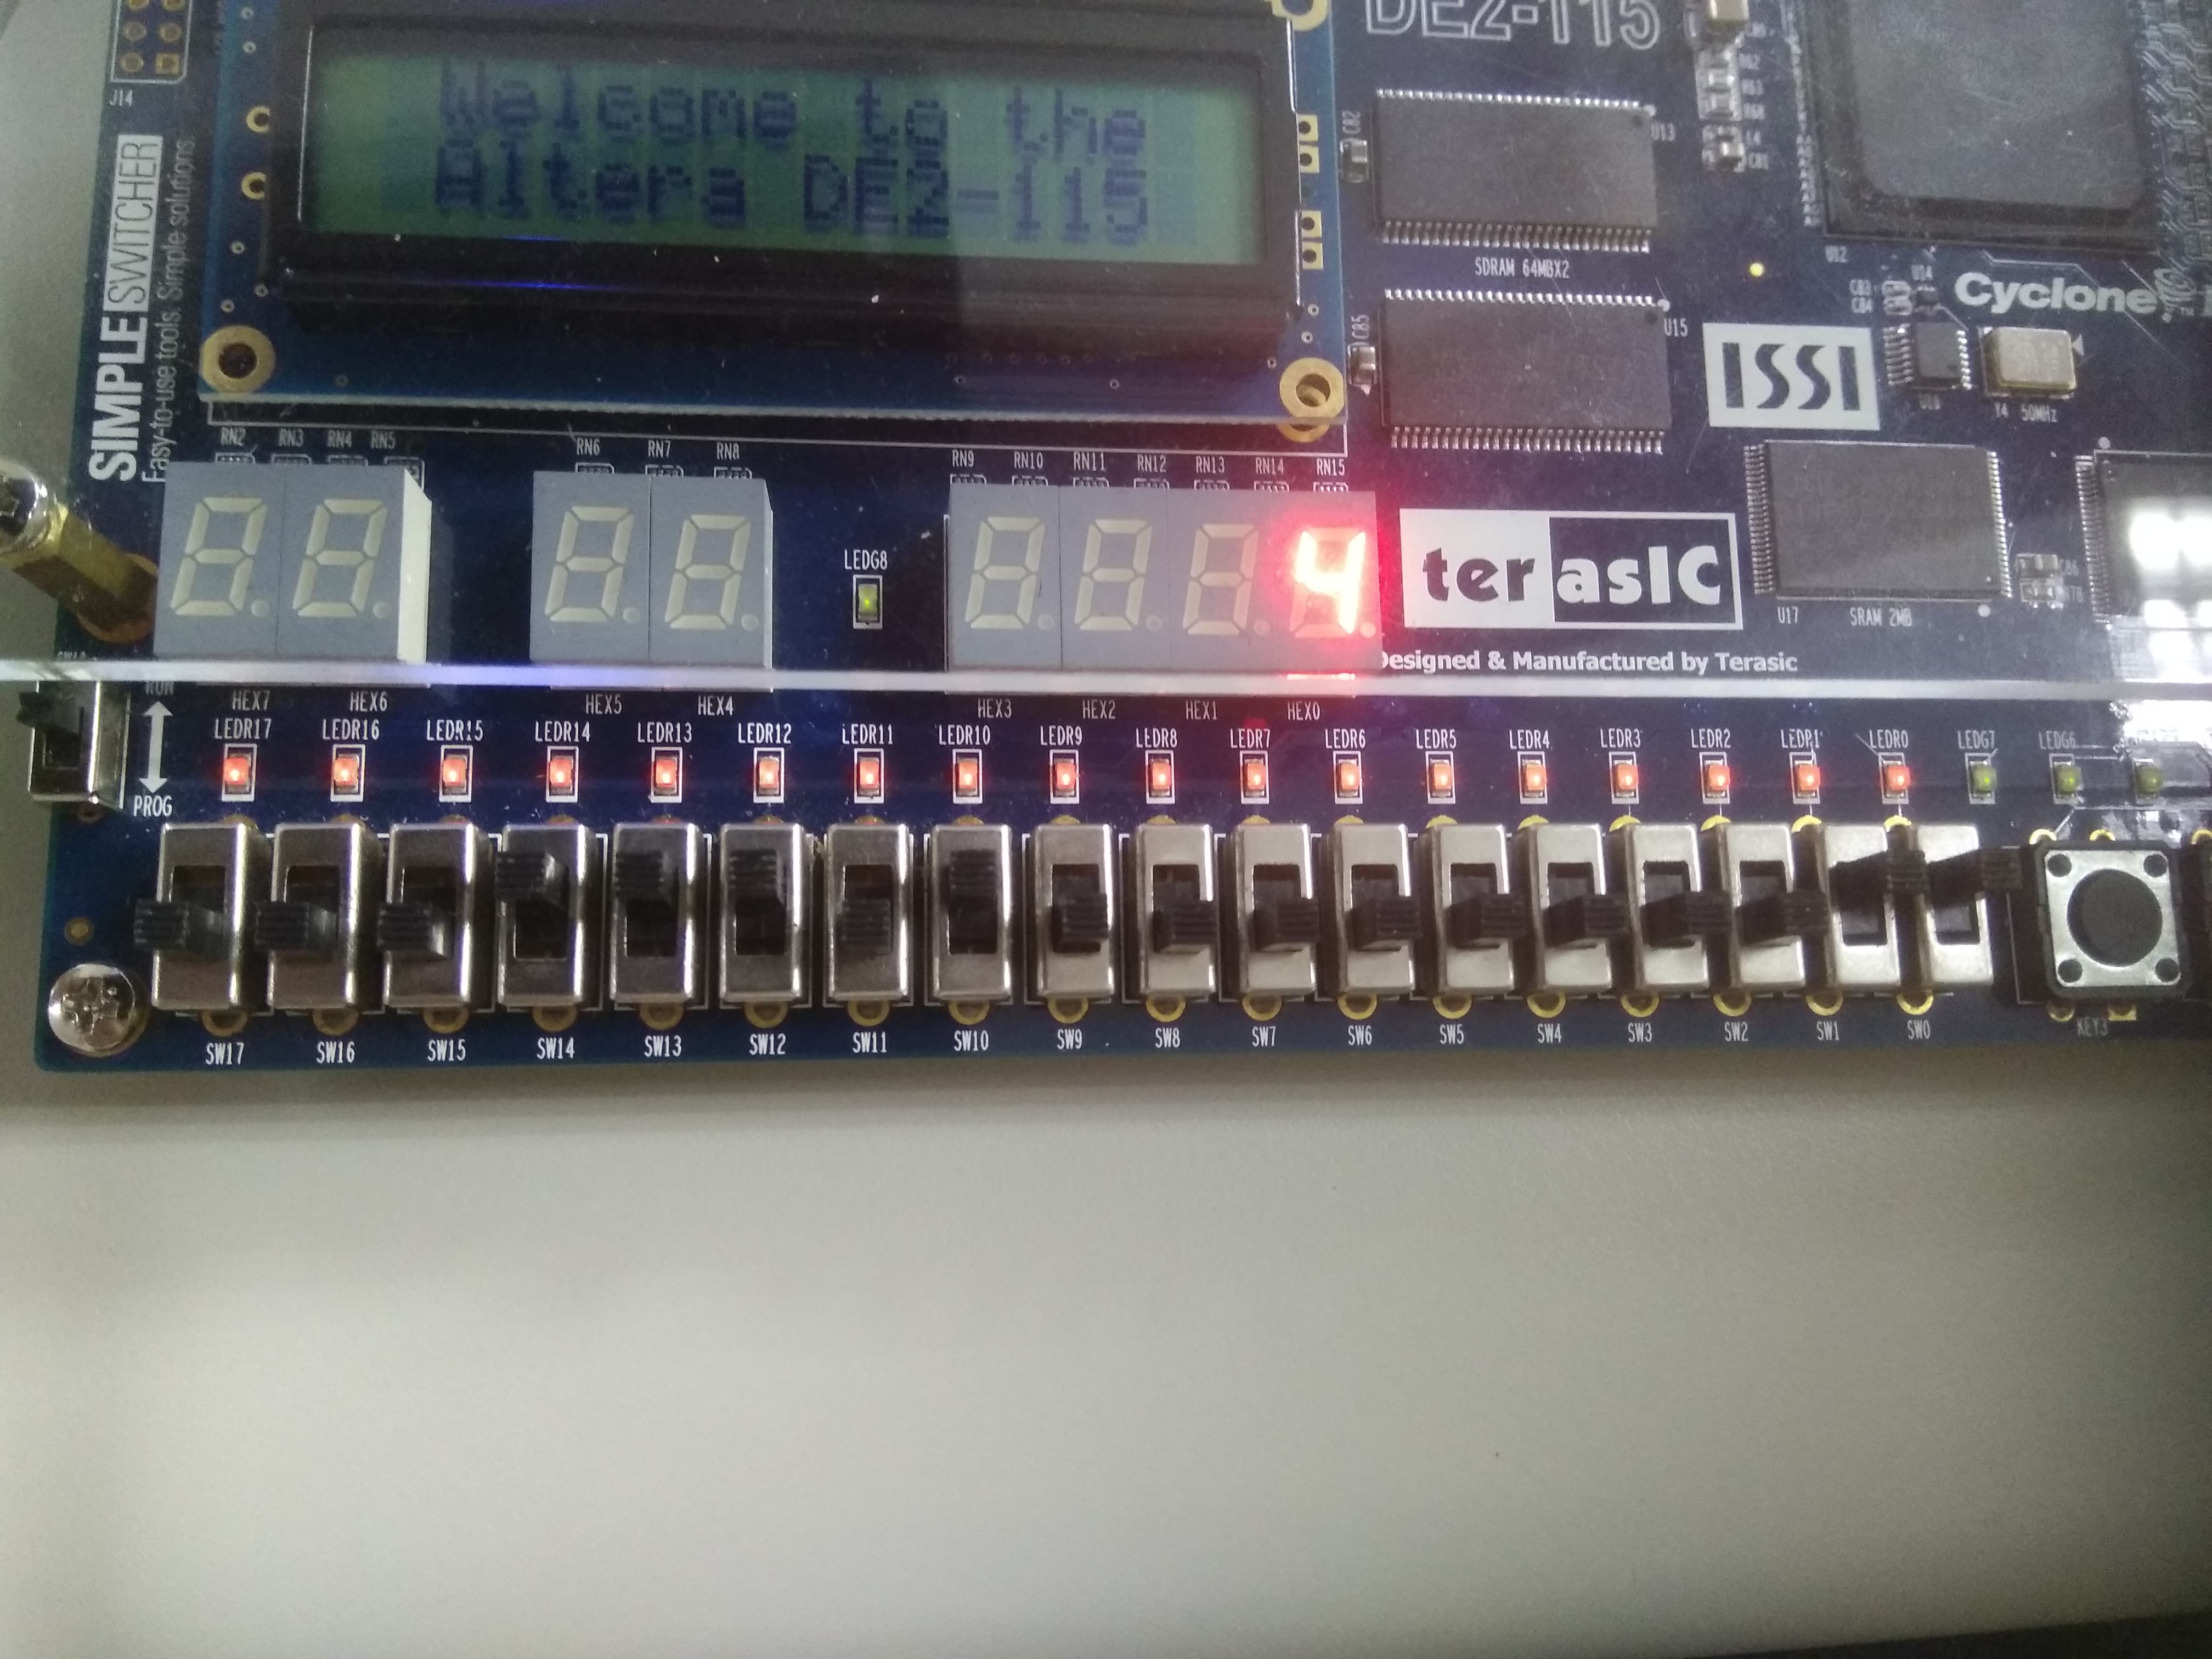 DE2-115
J14
Welcome to the
Altera DE2-115
SIMPLE SWITCHER
Easy-to-use tools. Simple solutions.
C82
U13
SDRAM 64MBX2
U12
C85
U15
Cyclone
ISSI
Y4 50MHz
RN2 RN3 RN4 RN5 RN6 RN7 RN8 RN9 RN10 RN11 RN12 RN13 RN14 RN15
LEDG8
4
terasIC
U17 SRAM 2MB
Designed & Manufactured by Terasic
RUN
PROG
HEX7 HEX6 HEX5 HEX4 HEX3 HEX2 HEX1 HEX0
LEDR17 LEDR16 LEDR15 LEDR14 LEDR13 LEDR12 LEDR11 LEDR10 LEDR9 LEDR8 LEDR7 LEDR6 LEDR5 LEDR4 LEDR3 LEDR2 LEDR1 LEDR0 LEDG7 LEDG6
SW17 SW16 SW15 SW14 SW13 SW12 SW11 SW10 SW9 SW8 SW7 SW6 SW5 SW4 SW3 SW2 SW1 SW0 KEY3